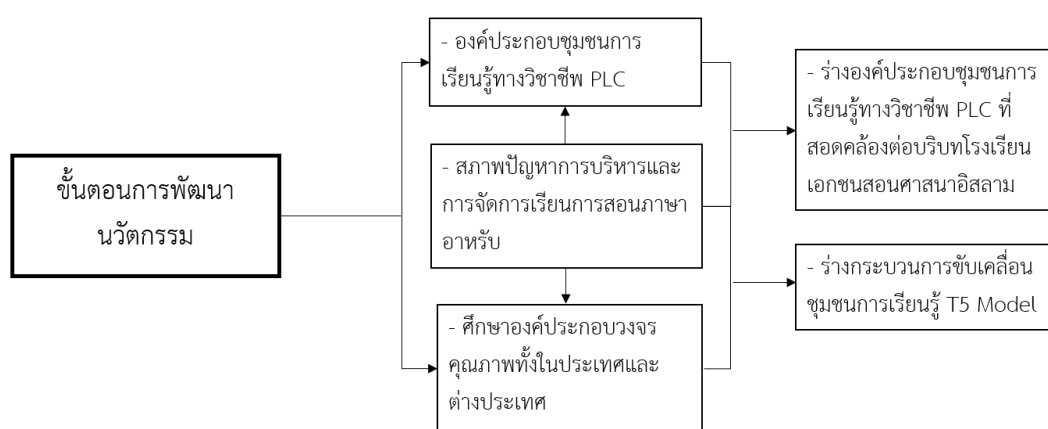 ขั้นตอนการพัฒนา
นวัตกรรม
- องค์ประกอบชุมชนการ
เรียนรู้ทางวิชาชีพ PLC
- สภาพปัญหาการบริหารและ
การจัดการเรียนการสอนภาษา
อาหรับ
- ศึกษาองค์ประกอบวงจร
คุณภาพทั้งในประเทศและ
ต่างประเทศ
- ร่างองค์ประกอบชุมชนการ
เรียนรู้ทางวิชาชีพ PLC ที่
สอดคล้องต่อบริบทโรงเรียน
เอกชนสอนศาสนาอิสลาม
- ร่างกระบวนการขับเคลื่อน
ชุมชนการเรียนรู้ T5 Model